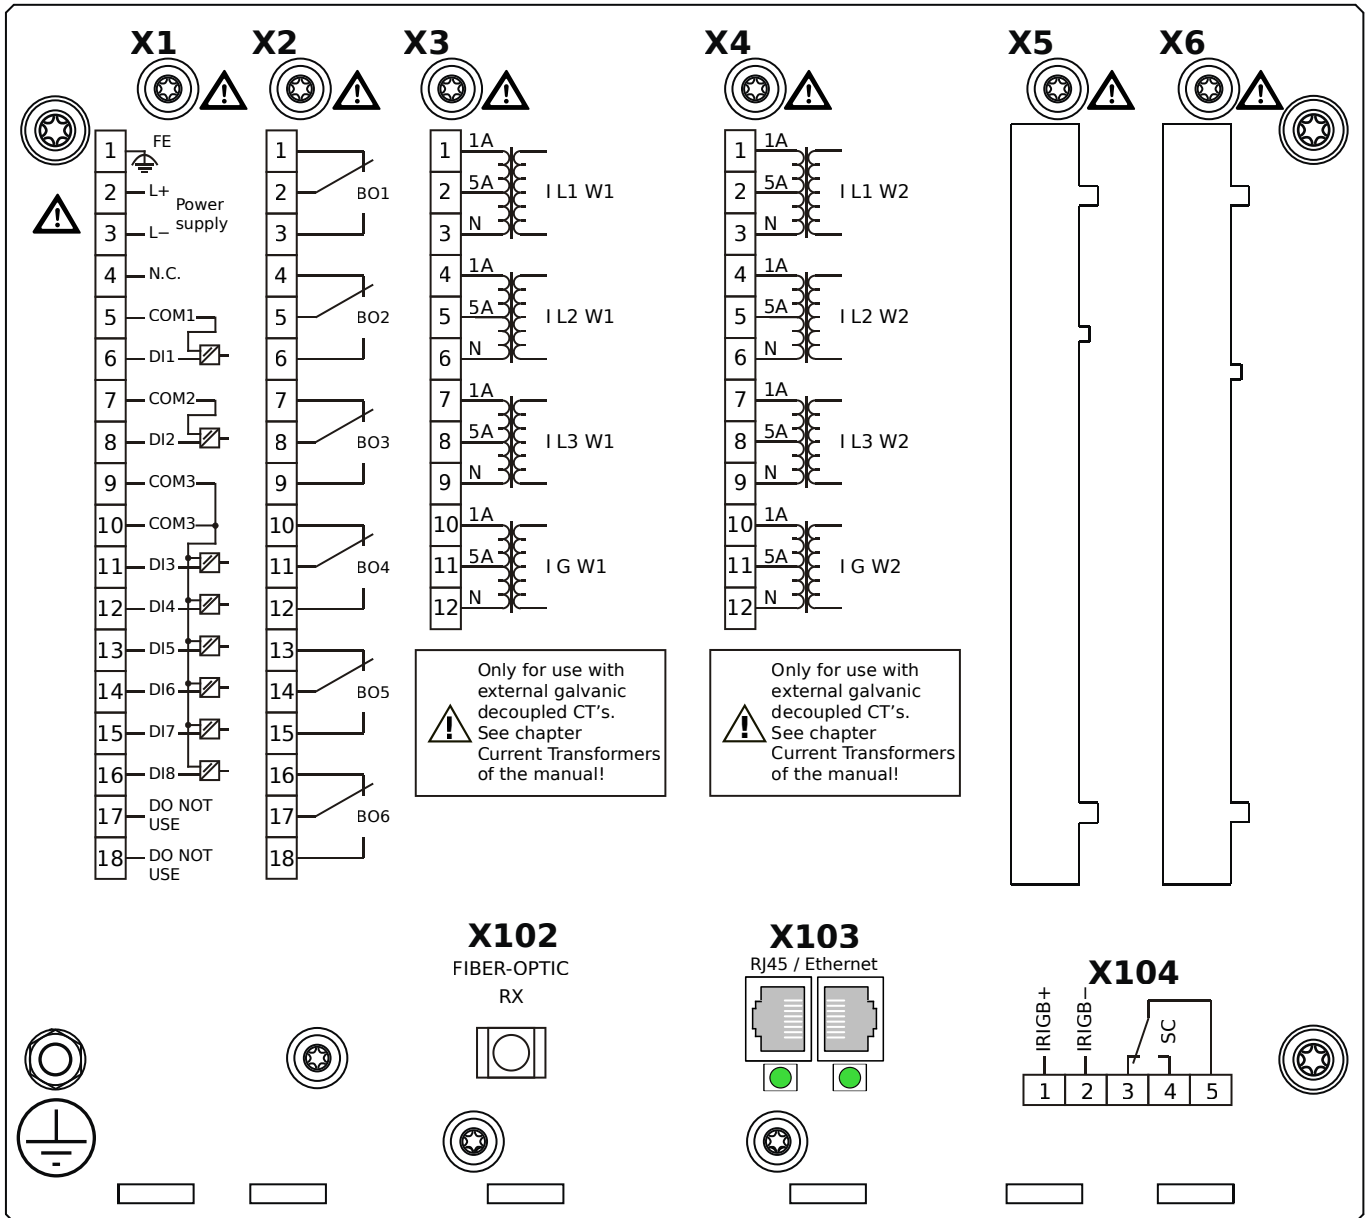 X1
X2
X3
X4
X5
X6
1 FE
2 L+
Power
supply
3 L−
4 N.C.
5 COM1
6 DI1
7 COM2
8 DI2
9 COM3
10 COM3
11 DI3
12 DI4
13 DI5
14 DI6
15 DI7
16 DI8
17 DO NOT
USE
18 DO NOT
USE
1
2 BO1
3
4
5 BO2
6
7
8 BO3
9
10
11 BO4
12
13
14 BO5
15
16
17 BO6
18
1 1A
2 5A I L1 W1
3 N
4 1A
5 5A I L2 W1
6 N
7 1A
8 5A I L3 W1
9 N
10 1A
11 5A I G W1
12 N
Only for use with
external galvanic
decoupled CT's.
See chapter
Current Transformers
of the manual!
1 1A
2 5A I L1 W2
3 N
4 1A
5 5A I L2 W2
6 N
7 1A
8 5A I L3 W2
9 N
10 1A
11 5A I G W2
12 N
Only for use with
external galvanic
decoupled CT's.
See chapter
Current Transformers
of the manual!
X102
FIBER-OPTIC
RX
X103
RJ45 / Ethernet
X104
IRIGB+
IRIGB−
SC
1 2 3 4 5